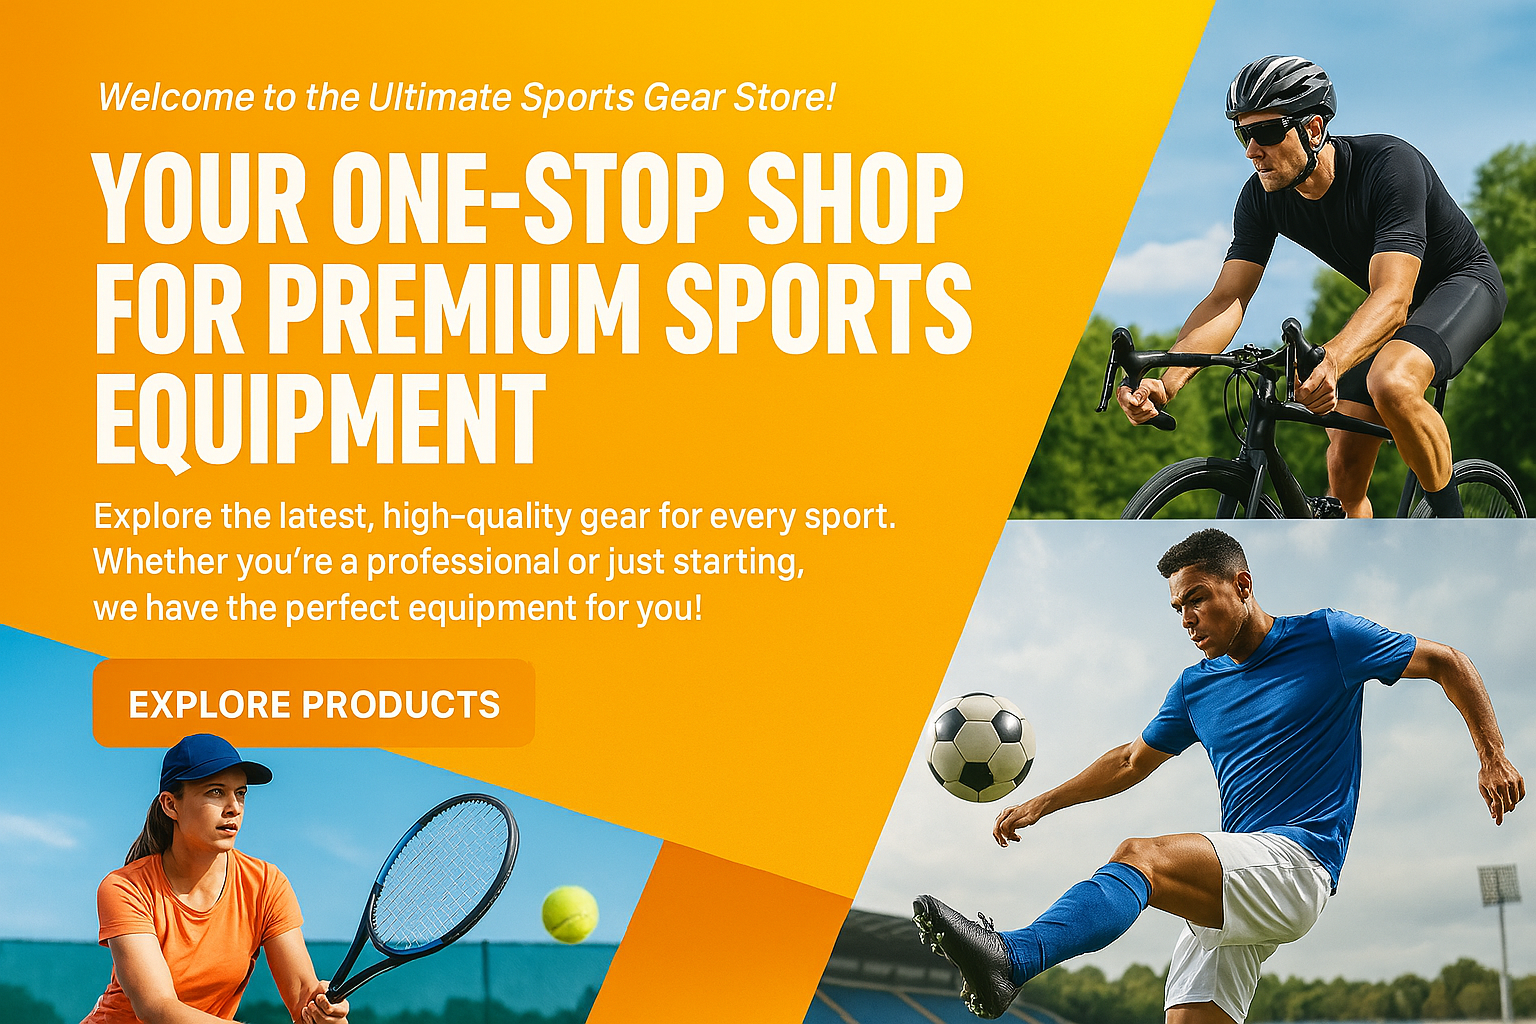 Welcome to the Ultimate Sports Gear Store!
YOUR ONE-STOP SHOP
FOR PREMIUM SPORTS
EQUIPMENT
Explore the latest, high-quality gear for every sport.
Whether you’re a professional or just starting,
we have the perfect equipment for you!
EXPLORE PRODUCTS